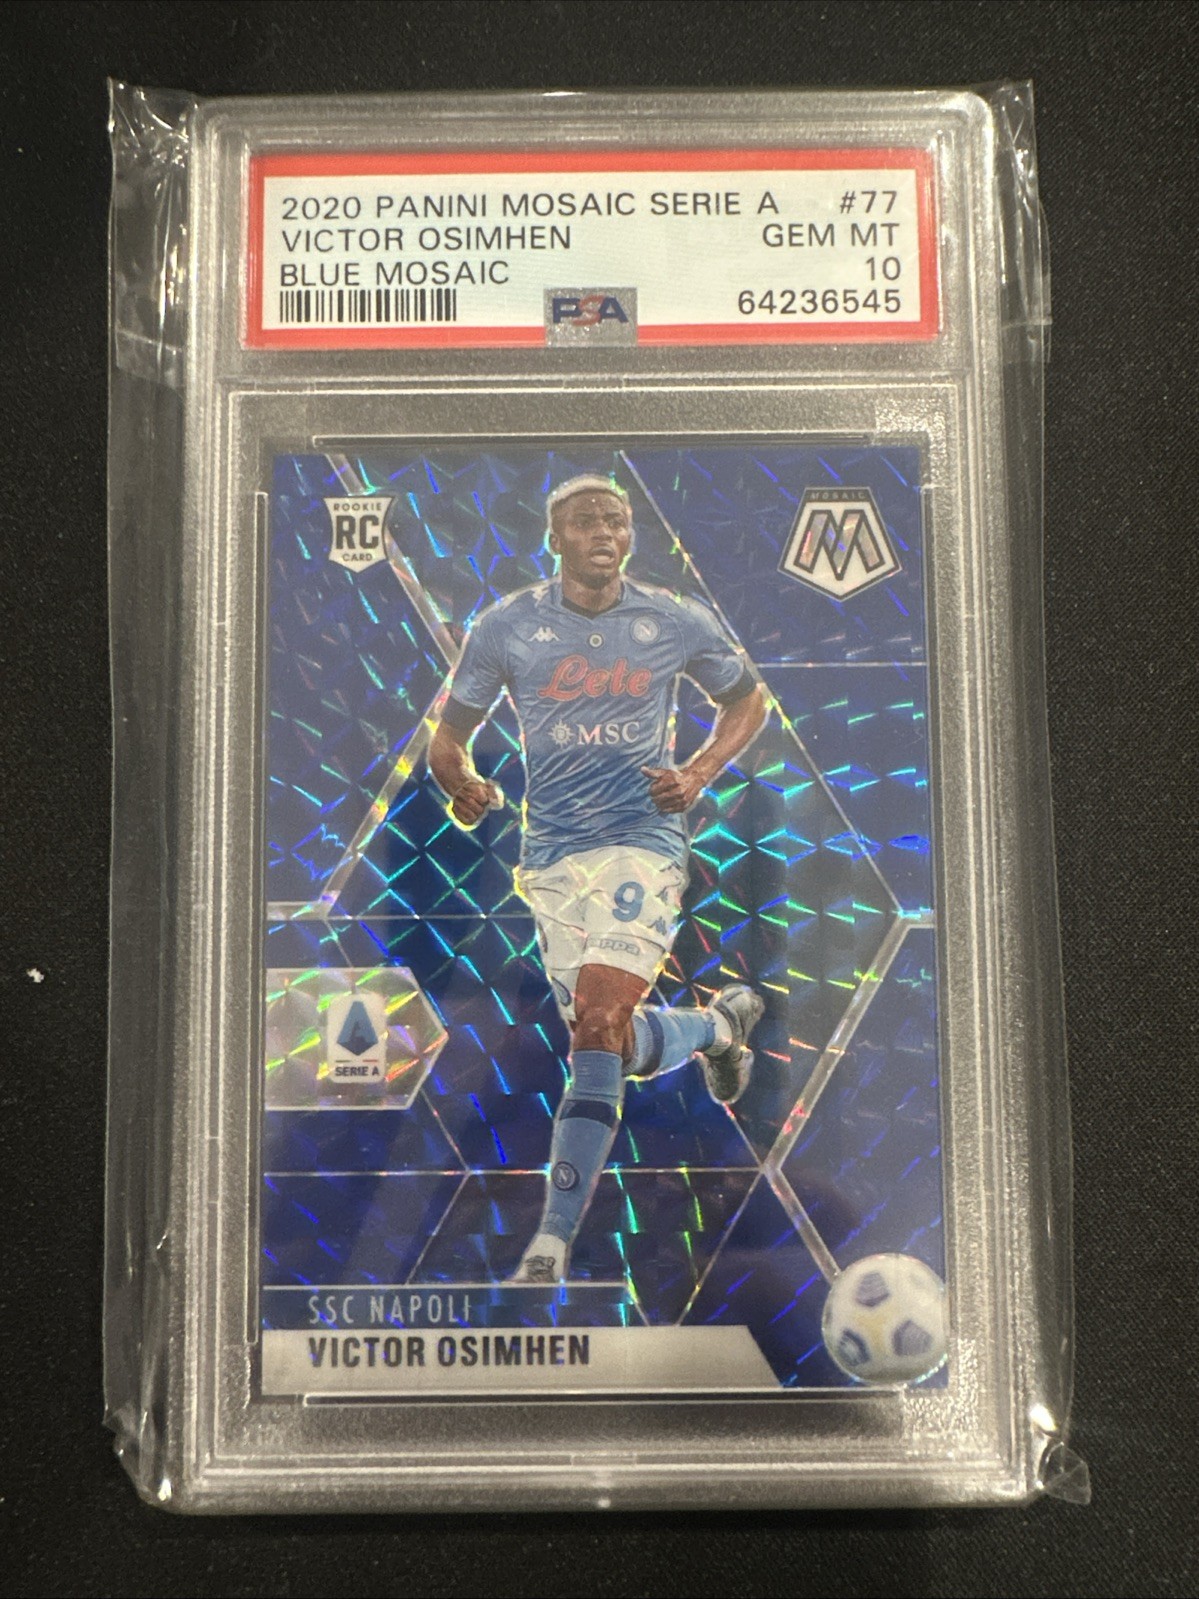 2020 PANINI MOSAIC SERIE A #77
VICTOR OSIMHEN GEM MT
BLUE MOSAIC 10
PSA 64236545
ROOKIE
RC
CARD
MOSAIC
M
N
Lete
MSC
9
Kappa
N
SERIE A
SSC NAPOLI
VICTOR OSIMHEN